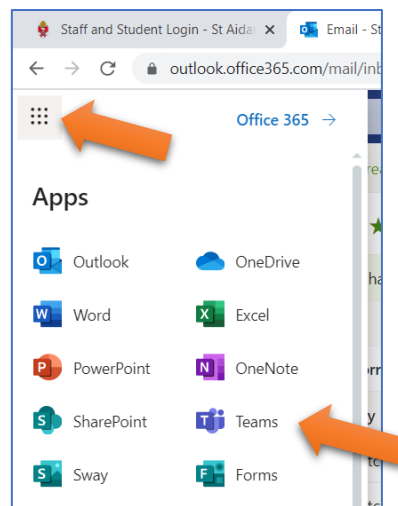 Staff and Student Login - St Aida
Email - St
outlook.office365.com/mail/inb
Office 365 →
Apps
Outlook
OneDrive
Word
Excel
PowerPoint
OneNote
SharePoint
Teams
Sway
Forms